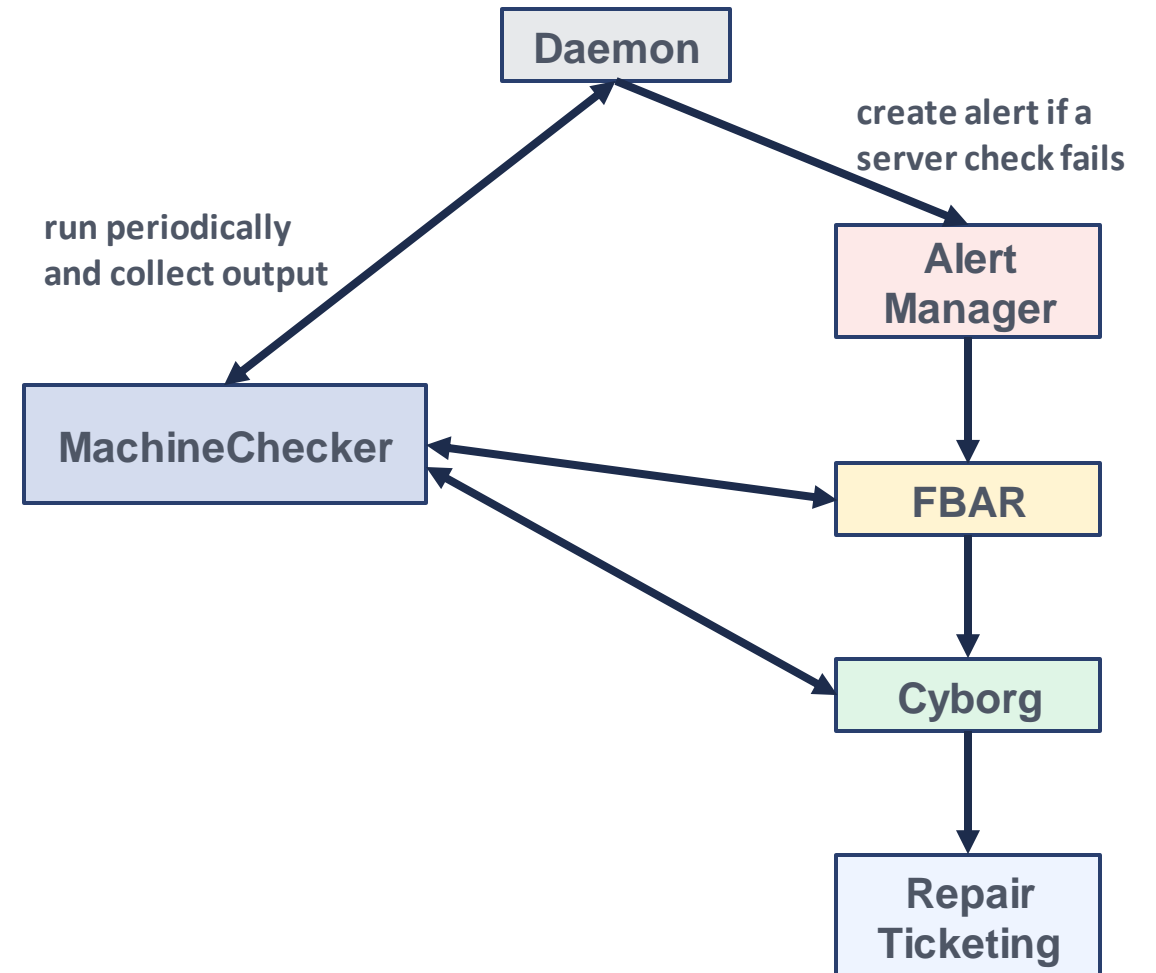 Daemon
create alert if a
server check fails
run periodically
and collect output
Alert
Manager
MachineChecker
FBAR
Cyborg
Repair
Ticketing